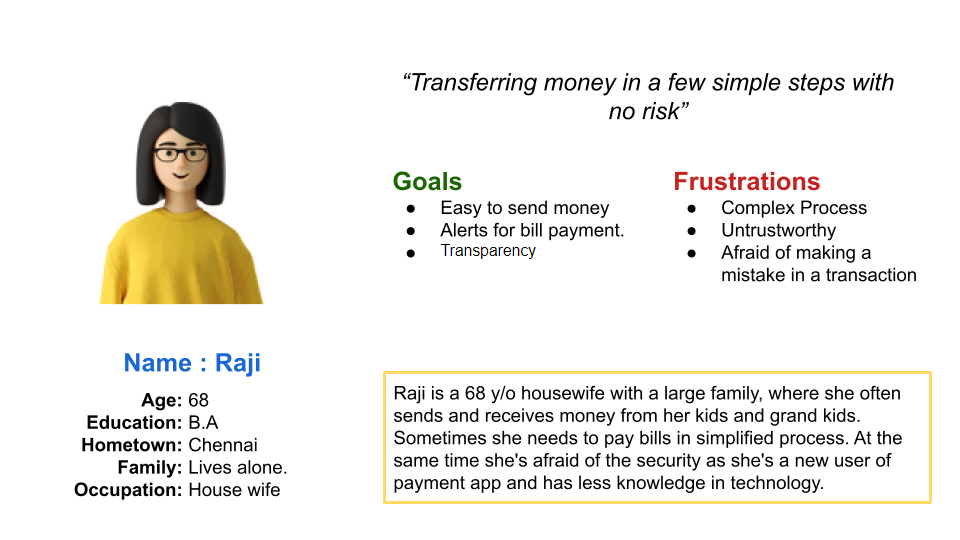 “Transferring money in a few simple steps with
no risk”
Goals
● Easy to send money
● Alerts for bill payment.
● Transparency
Frustrations
● Complex Process
● Untrustworthy
● Afraid of making a
mistake in a transaction
Name : Raji
Age: 68
Education: B.A
Hometown: Chennai
Family: Lives alone.
Occupation: House wife
Raji is a 68 y/o housewife with a large family, where she often
sends and receives money from her kids and grand kids.
Sometimes she needs to pay bills in simplified process. At the
same time she's afraid of the security as she's a new user of
payment app and has less knowledge in technology.